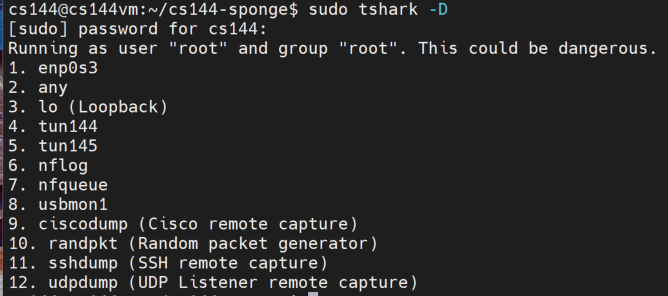 cs144@cs144vm:~/cs144-sponge$ sudo tshark -D
[sudo] password for cs144:
Running as user "root" and group "root". This could be dangerous.
1. enp0s3
2. any
3. lo (Loopback)
4. tun144
5. tun145
6. nflog
7. nfqueue
8. usbmon1
9. ciscodump (Cisco remote capture)
10. randpkt (Random packet generator)
11. sshdump (SSH remote capture)
12. udpdump (UDP Listener remote capture)